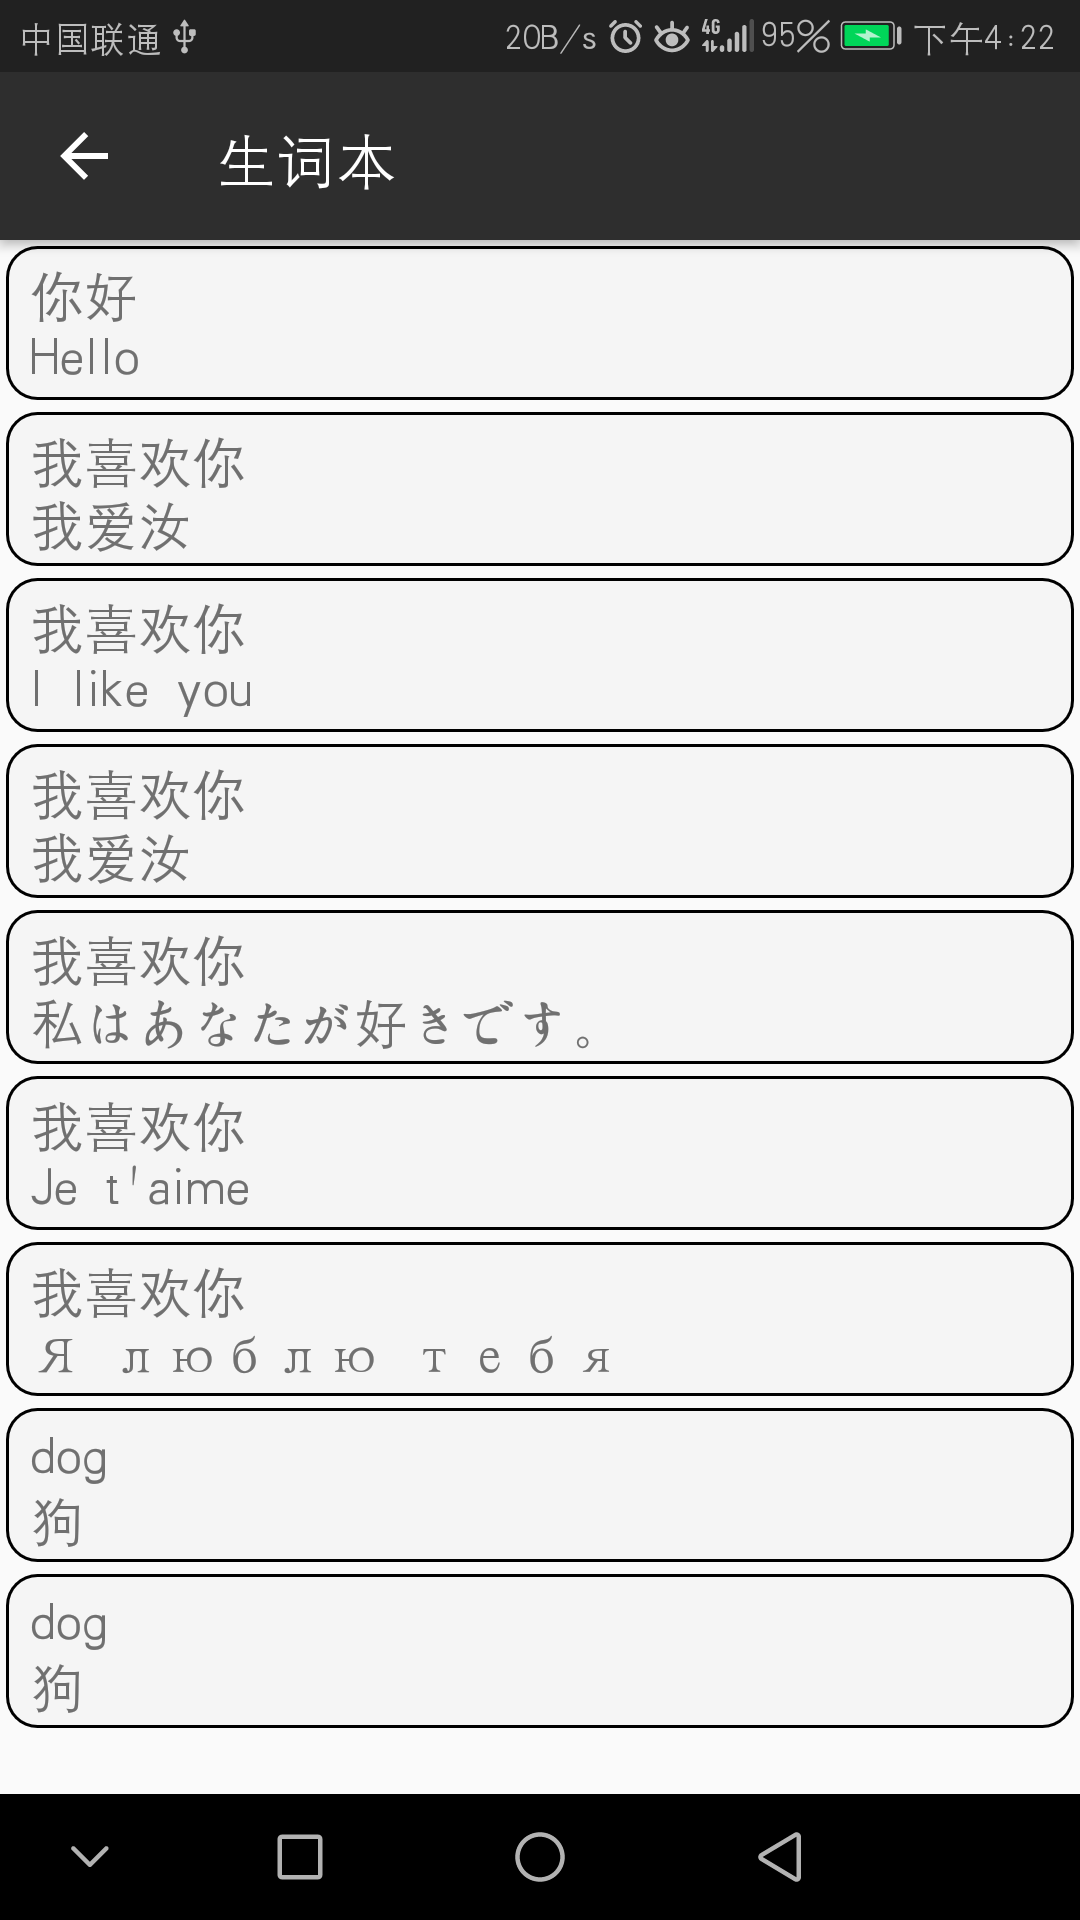 中国联通 20B/s 4G 95% 下午4:22
生词本
你好
Hello
我喜欢你
我爱汝
我喜欢你
I like you
我喜欢你
我爱汝
我喜欢你
私はあなたが好きです。
我喜欢你
Je t'aime
我喜欢你
Я люблю тебя
dog
狗
dog
狗